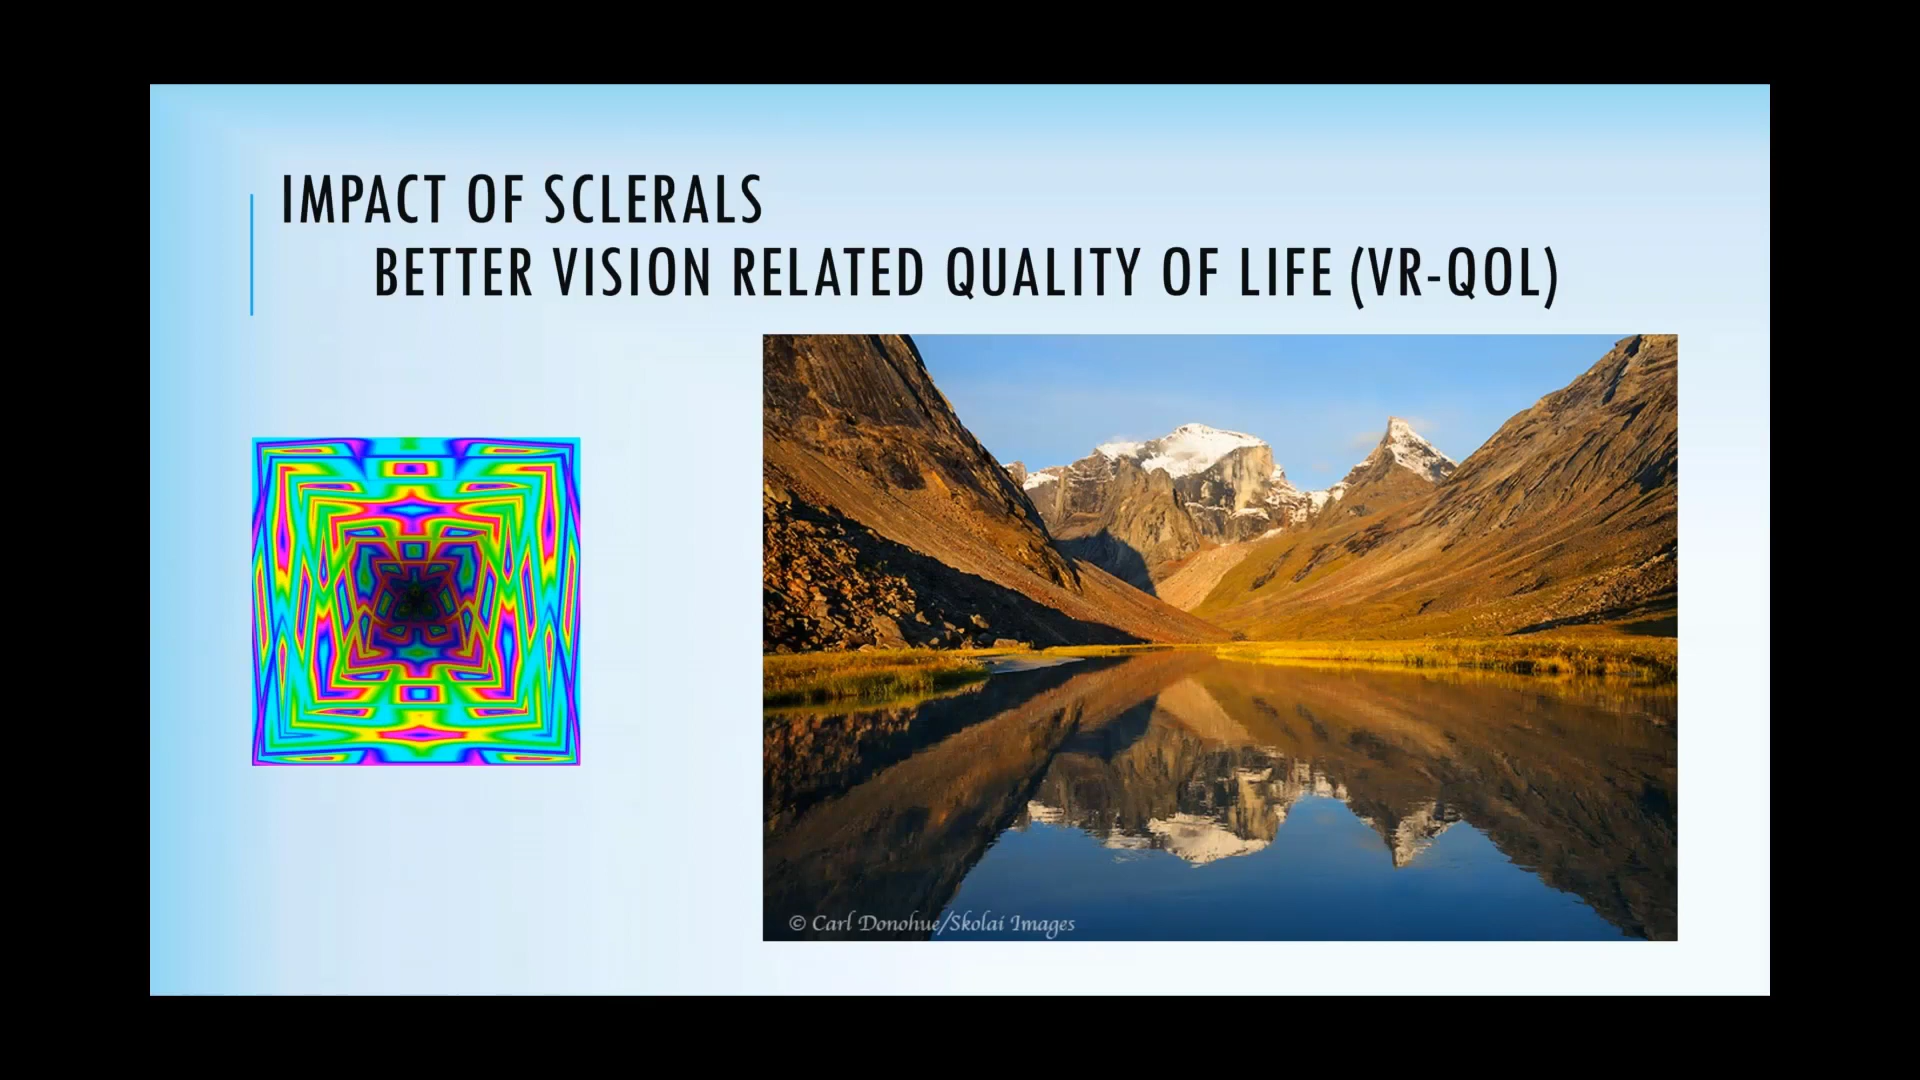 IMPACT OF SCLERALS
BETTER VISION RELATED QUALITY OF LIFE (VR-QOL)
© Carl Donohue/Skolai Images